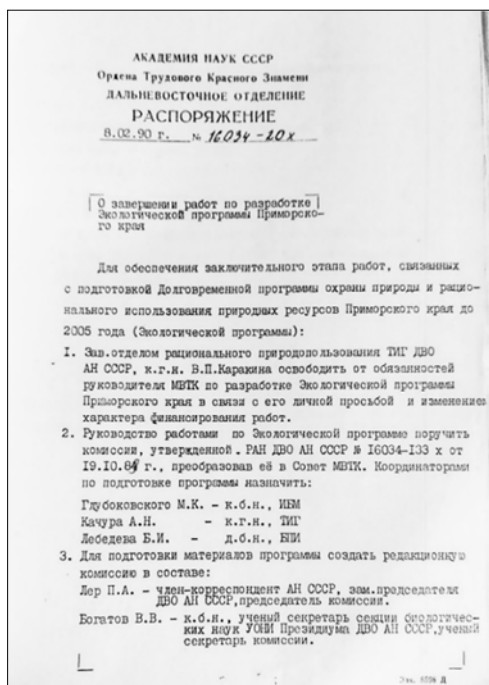 АКАДЕМИЯ НАУК СССР
Ордена Трудового Красного Знамени
ДАЛЬНЕВОСТОЧНОЕ ОТДЕЛЕНИЕ
РАСПОРЯЖЕНИЕ
8.02.90 г. № 16034-20х
О завершении работ по разработке
Экологической программы Приморско-
го края
Для обеспечения заключительного этапа работ, связанных
с подготовкой Долговременной программы охраны природы и рацио-
нального использования природных ресурсов Приморского края до
2005 года (Экологической программы):
1. Зав.отделом рационального природопользования ТИГ ДВО
АН СССР, к.г.н. В.П.Каракина освободить от обязанностей
руководителя МВТК по разработке Экологической программы
Приморского края в связи с его личной просьбой и изменением
характера финансирования работ.
2. Руководство работами по Экологической программе поручить
комиссии, утвержденной. РАН ДВО АН СССР № 16034-133 х от
19.10.89 г., преобразовав её в Совет МВТК. Координаторами
по подготовке программы назначить:
Глубоковского М.К. - к.б.н., ИБМ
Качура А.Н. - к.г.н., ТИГ
Лебедева Б.И. - д.б.н., БПИ
3. Для подготовки материалов программы создать редакционную
комиссию в составе:
Лер П.А. - член-корреспондент АН СССР, зам.председателя
ДВО АН СССР,председатель комиссии.
Богатов В.В. - к.б.н., ученый секретарь секции биологичес-
ких наук УОНИ Президиума ДВО АН СССР,ученый
секретарь комиссии.